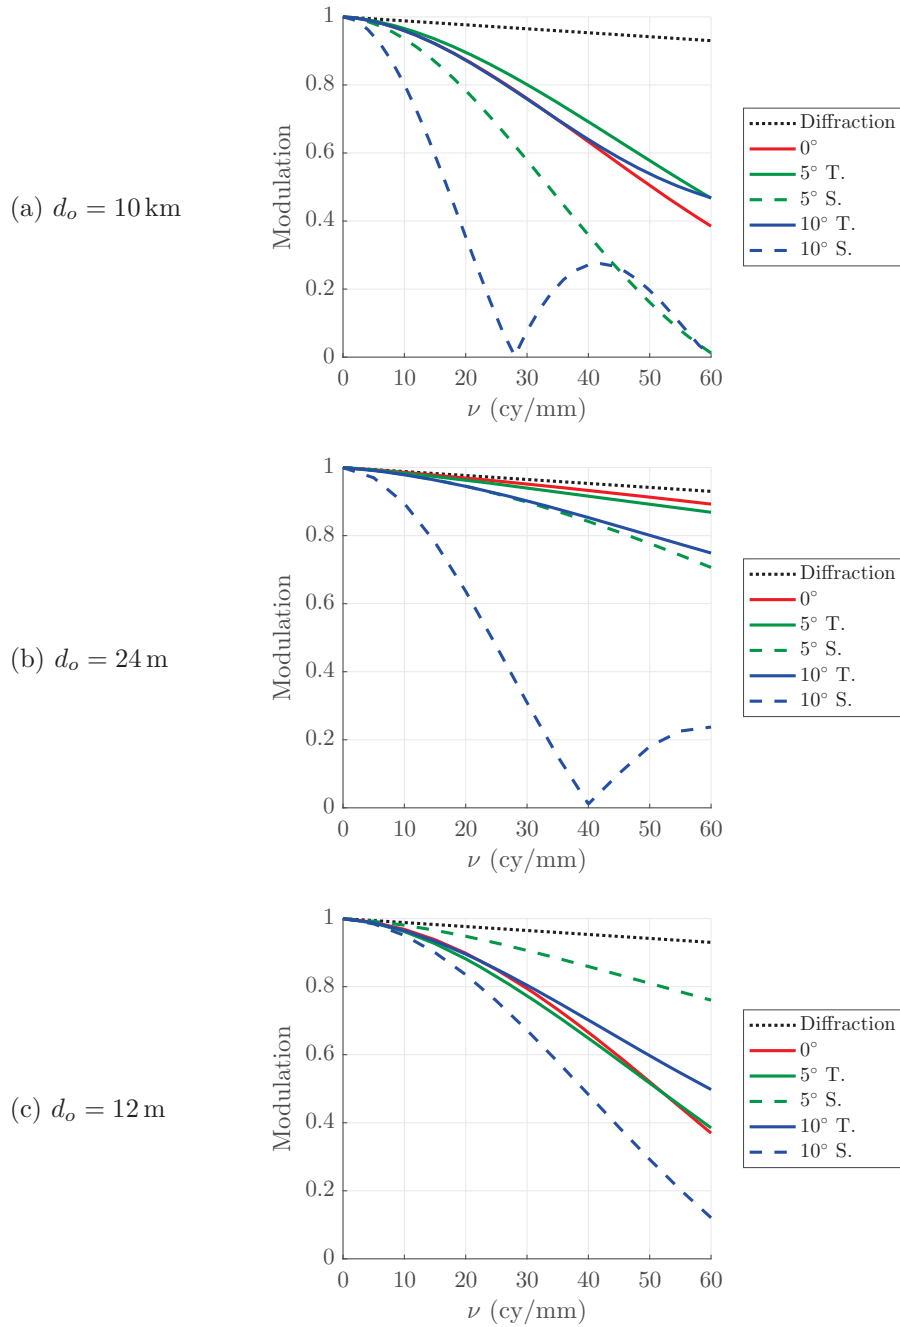 (a) d_o = 10 km
Modulation
1
0.8
0.6
0.4
0.2
0
0 10 20 30 40 50 60
ν (cy/mm)
Diffraction
0°
5° T.
5° S.
10° T.
10° S.
(b) d_o = 24 m
Modulation
1
0.8
0.6
0.4
0.2
0
0 10 20 30 40 50 60
ν (cy/mm)
Diffraction
0°
5° T.
5° S.
10° T.
10° S.
(c) d_o = 12 m
Modulation
1
0.8
0.6
0.4
0.2
0
0 10 20 30 40 50 60
ν (cy/mm)
Diffraction
0°
5° T.
5° S.
10° T.
10° S.